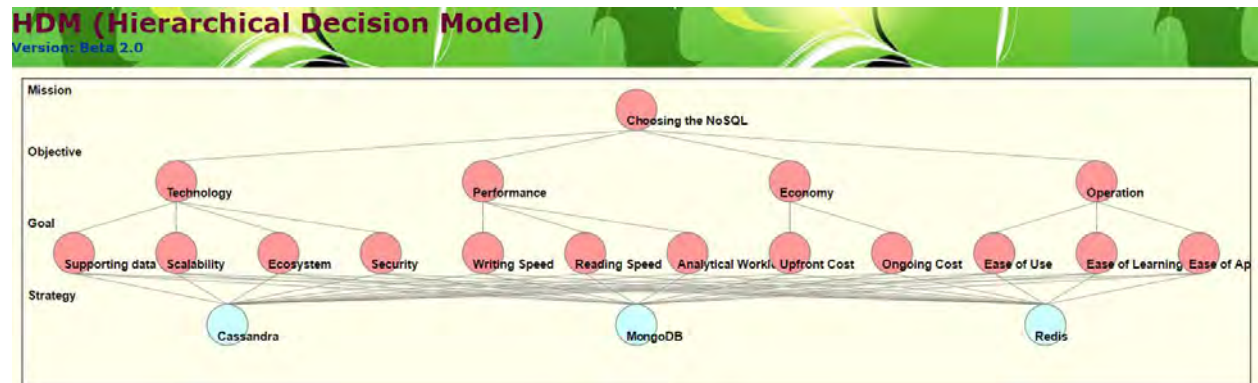 HDM (Hierarchical Decision Model)
Version: Beta 2.0
Mission
Choosing the NoSQL
Objective
Technology Performance Economy Operation
Goal
Supporting data Scalability Ecosystem Security Writing Speed Reading Speed Analytical Workl Upfront Cost Ongoing Cost Ease of Use Ease of Learning Ease of Ap
Strategy
Cassandra MongoDB Redis